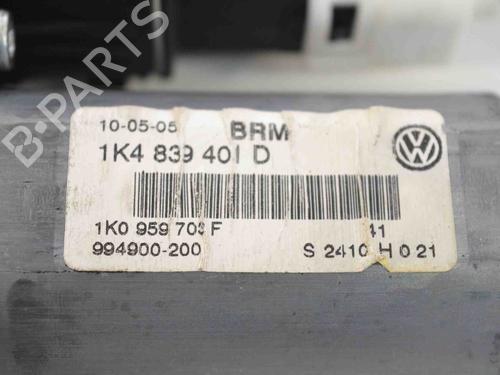 10-05-05 BRM
1K4 839 401 D
1K0 959 703 F 41
994900-200 S 2410 H 0 21
B-PARTS